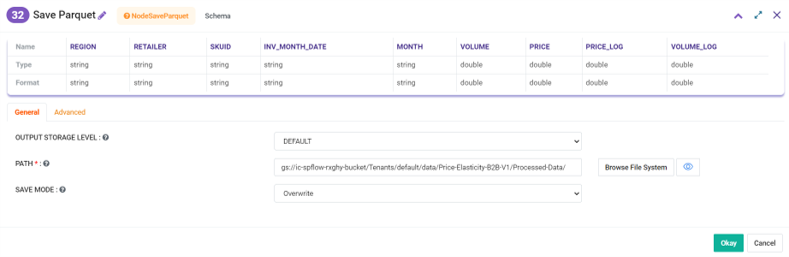 32 Save Parquet NodeSaveParquet Schema
Name REGION RETAILER SKUID INV_MONTH_DATE MONTH VOLUME PRICE PRICE_LOG VOLUME_LOG
Type string string string string string double double double double
Format string string string string string double double double double
General Advanced
OUTPUT STORAGE LEVEL : DEFAULT
PATH * : gs://ic-spflow-rxghy-bucket/Tenants/default/data/Price-Elasticity-B2B-V1/Processed-Data/ Browse File System
SAVE MODE : Overwrite
Okay Cancel